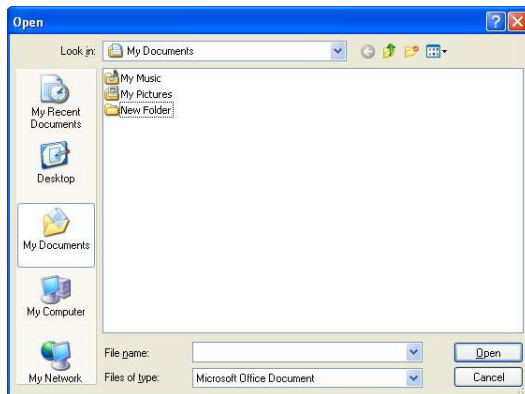 Open
Look in:
My Documents
My Recent
Documents
Desktop
My Documents
My Computer
My Network
My Music
My Pictures
New Folder
File name:
Open
Files of type:
Microsoft Office Document
Cancel